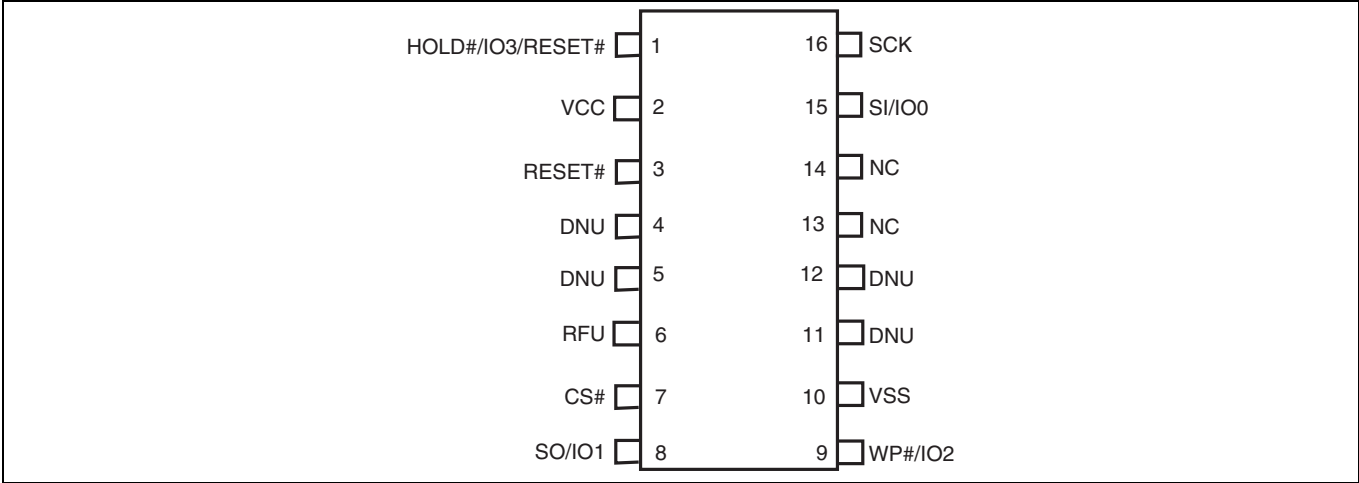 HOLD#/IO3/RESET# 1 16 SCK
VCC 2 15 SI/IO0
RESET# 3 14 NC
DNU 4 13 NC
DNU 5 12 DNU
RFU 6 11 DNU
CS# 7 10 VSS
SO/IO1 8 9 WP#/IO2